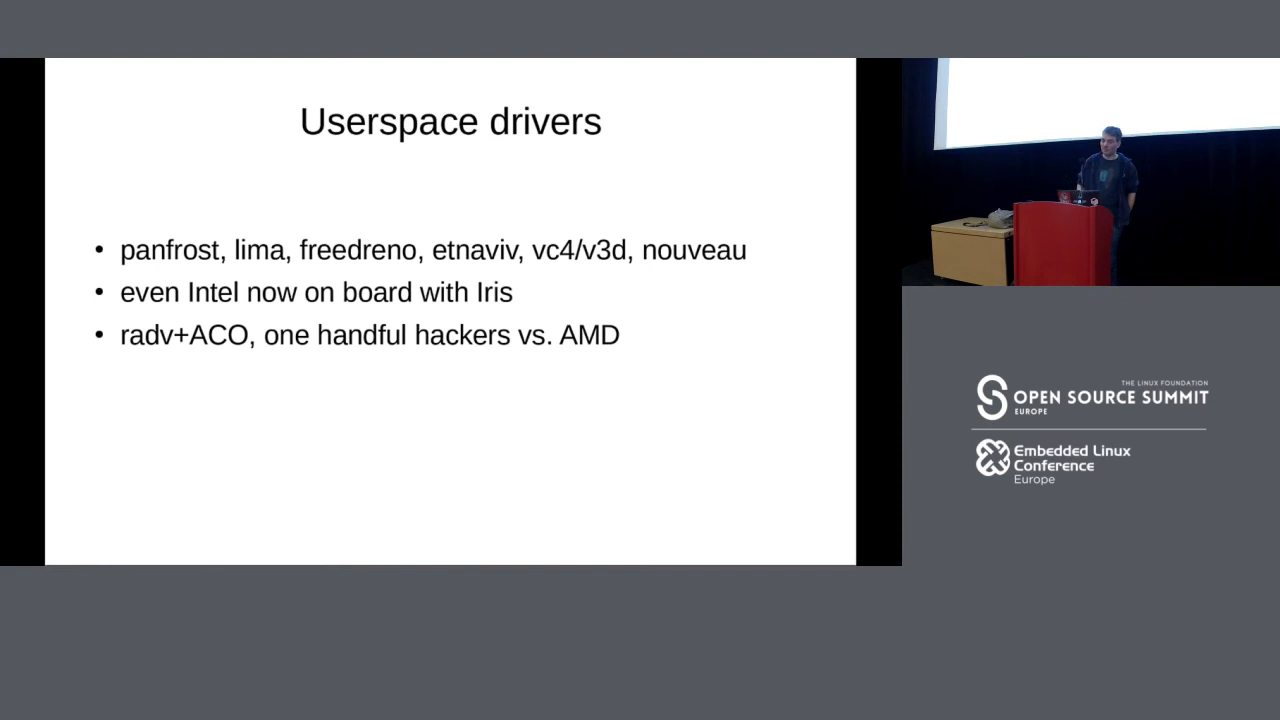 Userspace drivers
• panfrost, lima, freedreno, etnaviv, vc4/v3d, nouveau
• even Intel now on board with Iris
• radv+ACO, one handful hackers vs. AMD
THE LINUX FOUNDATION
OPEN SOURCE SUMMIT
EUROPE
Embedded Linux
Conference
Europe